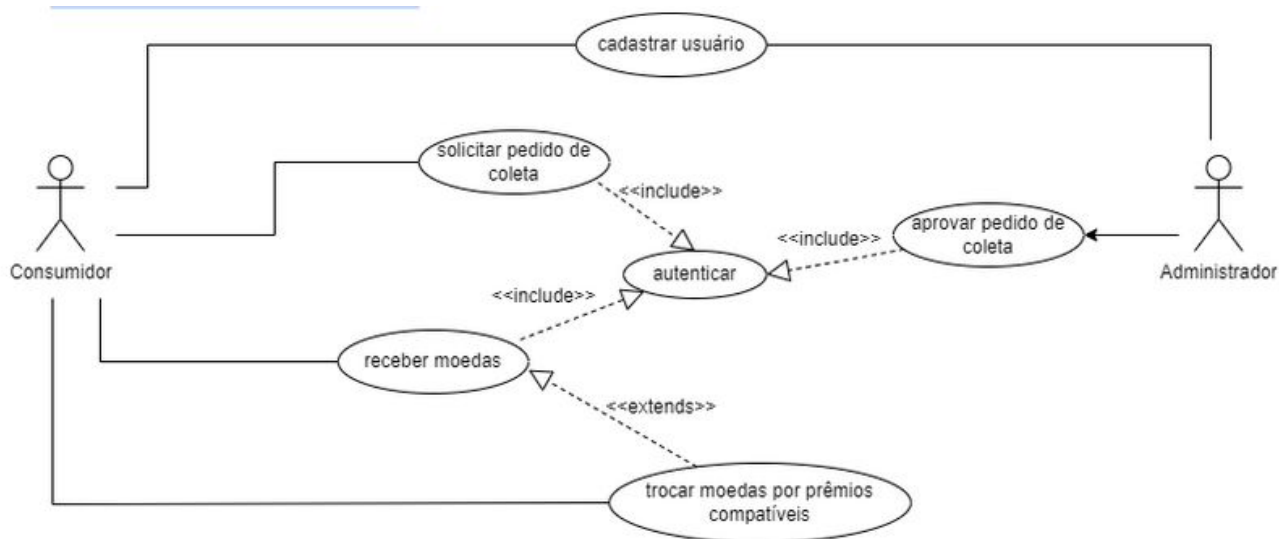 cadastrar usuário
solicitar pedido de
coleta
<<include>>
aprovar pedido de
coleta
<<include>>
autenticar
Consumidor
Administrador
<<include>>
receber moedas
<<extends>>
trocar moedas por prêmios
compatíveis